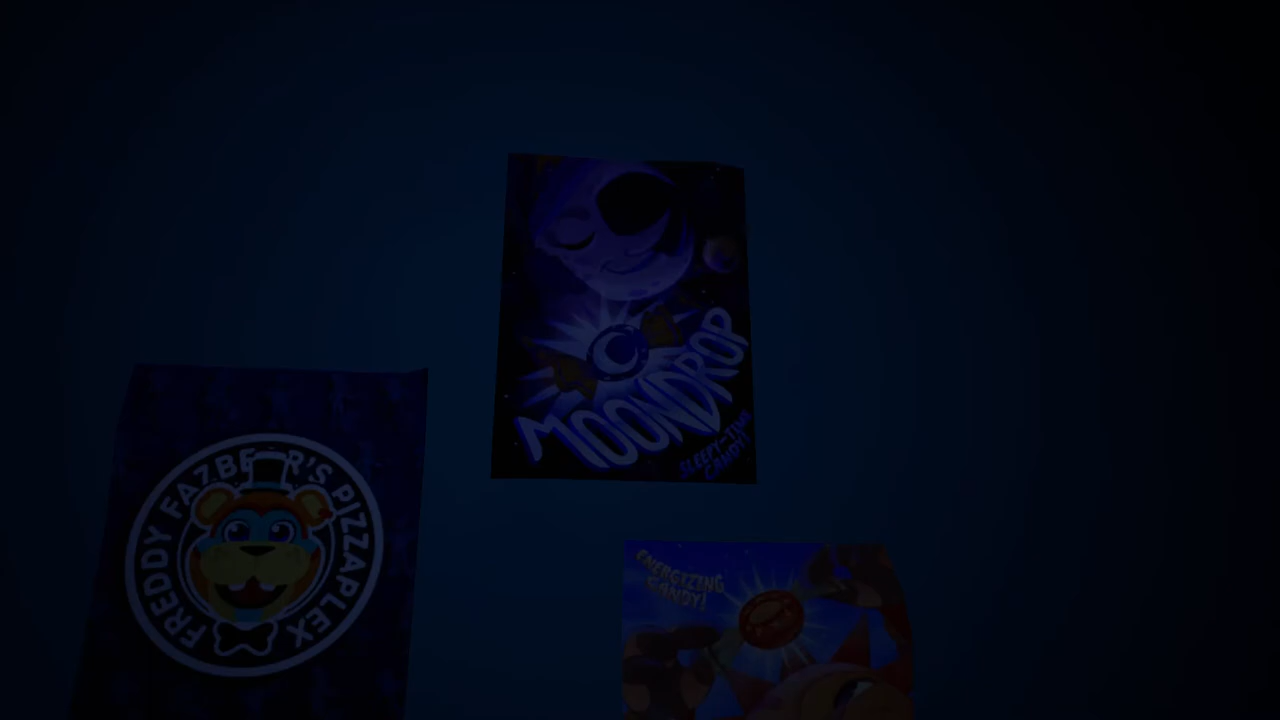 MOONDROP
SLEEPY-TIME
CANDY!
FREDDY FAZBEAR'S PIZZAPLEX
ENERGIZING
CANDY!